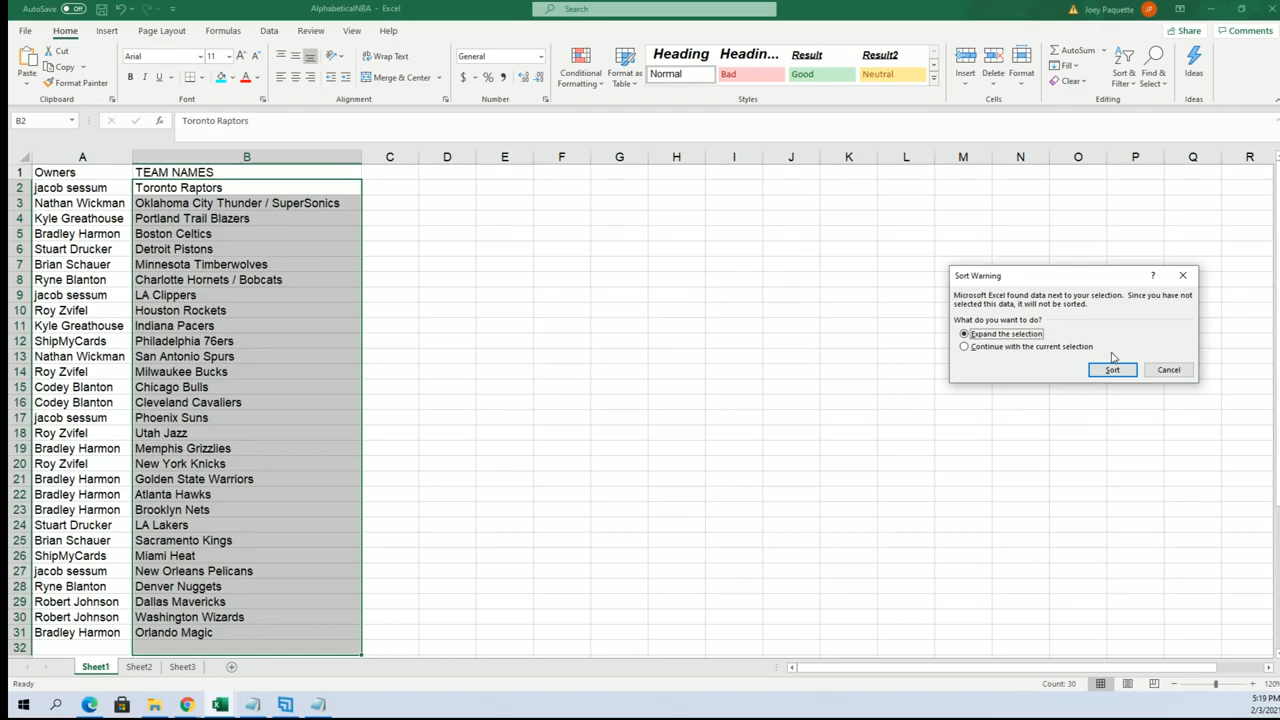 AutoSave Off AlphabeticalNBA - Excel Search Joey Paquette JP
File Home Insert Page Layout Formulas Data Review View Help Share Comments
Paste Cut Copy Format Painter Clipboard
Arial 11 A A B I U A Font
Wrap Text Merge & Center Alignment
General $ % , Number
Conditional Formatting Format as Table
Heading Headin... Result Result2
Normal Bad Good Neutral
Styles
Insert Delete Format Cells
AutoSum Fill Clear Sort & Filter Find & Select Editing
Ideas Ideas
B2 fx Toronto Raptors
A B C D E F G H I J K L M N O P Q R
1 Owners TEAM NAMES
2 jacob sessum Toronto Raptors
3 Nathan Wickman Oklahoma City Thunder / SuperSonics
4 Kyle Greathouse Portland Trail Blazers
5 Bradley Harmon Boston Celtics
6 Stuart Drucker Detroit Pistons
7 Brian Schauer Minnesota Timberwolves
8 Ryne Blanton Charlotte Hornets / Bobcats
9 jacob sessum LA Clippers
10 Roy Zvifel Houston Rockets
11 Kyle Greathouse Indiana Pacers
12 ShipMyCards Philadelphia 76ers
13 Nathan Wickman San Antonio Spurs
14 Roy Zvifel Milwaukee Bucks
15 Codey Blanton Chicago Bulls
16 Codey Blanton Cleveland Cavaliers
17 jacob sessum Phoenix Suns
18 Roy Zvifel Utah Jazz
19 Bradley Harmon Memphis Grizzlies
20 Roy Zvifel New York Knicks
21 Bradley Harmon Golden State Warriors
22 Bradley Harmon Atlanta Hawks
23 Bradley Harmon Brooklyn Nets
24 Stuart Drucker LA Lakers
25 Brian Schauer Sacramento Kings
26 ShipMyCards Miami Heat
27 jacob sessum New Orleans Pelicans
28 Ryne Blanton Denver Nuggets
29 Robert Johnson Dallas Mavericks
30 Robert Johnson Washington Wizards
31 Bradley Harmon Orlando Magic
32
Sort Warning ?
Microsoft Excel found data next to your selection. Since you have not
selected this data, it will not be sorted.
What do you want to do?
Expand the selection
Continue with the current selection
Sort Cancel
Sheet1 Sheet2 Sheet3
Ready Count: 30 120%
5:19 PM
2/3/2021